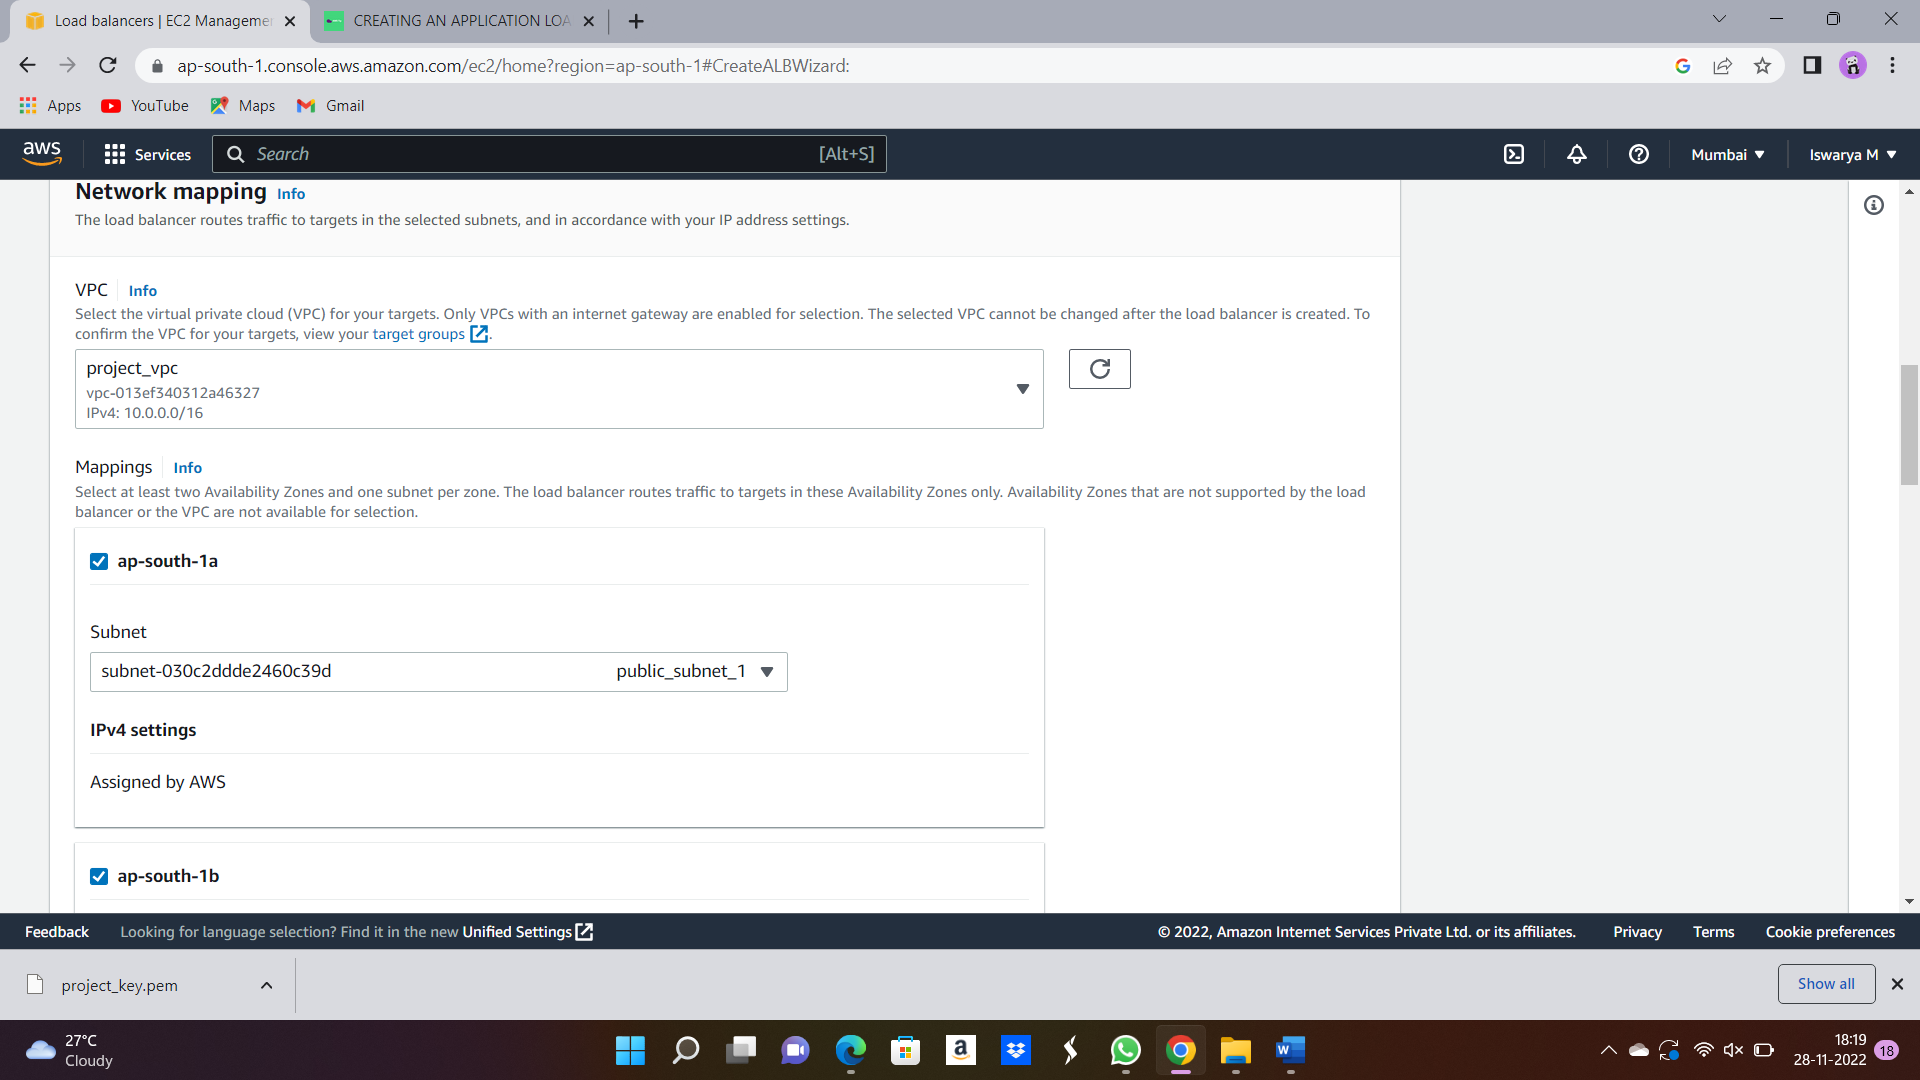 Load balancers | EC2 Manageme
CREATING AN APPLICATION LOA
ap-south-1.console.aws.amazon.com/ec2/home?region=ap-south-1#CreateALBWizard:
Apps YouTube Maps Gmail
aws Services Search [Alt+S] Mumbai Iswarya M
Network mapping Info
The load balancer routes traffic to targets in the selected subnets, and in accordance with your IP address settings.
VPC Info
Select the virtual private cloud (VPC) for your targets. Only VPCs with an internet gateway are enabled for selection. The selected VPC cannot be changed after the load balancer is created. To
confirm the VPC for your targets, view your target groups.
project_vpc
vpc-013ef340312a46327
IPv4: 10.0.0.0/16
Mappings Info
Select at least two Availability Zones and one subnet per zone. The load balancer routes traffic to targets in these Availability Zones only. Availability Zones that are not supported by the load
balancer or the VPC are not available for selection.
ap-south-1a
Subnet
subnet-030c2ddde2460c39d public_subnet_1
IPv4 settings
Assigned by AWS
ap-south-1b
Feedback Looking for language selection? Find it in the new Unified Settings © 2022, Amazon Internet Services Private Ltd. or its affiliates. Privacy Terms Cookie preferences
project_key.pem Show all
27°C
Cloudy
18:19
28-11-2022 18